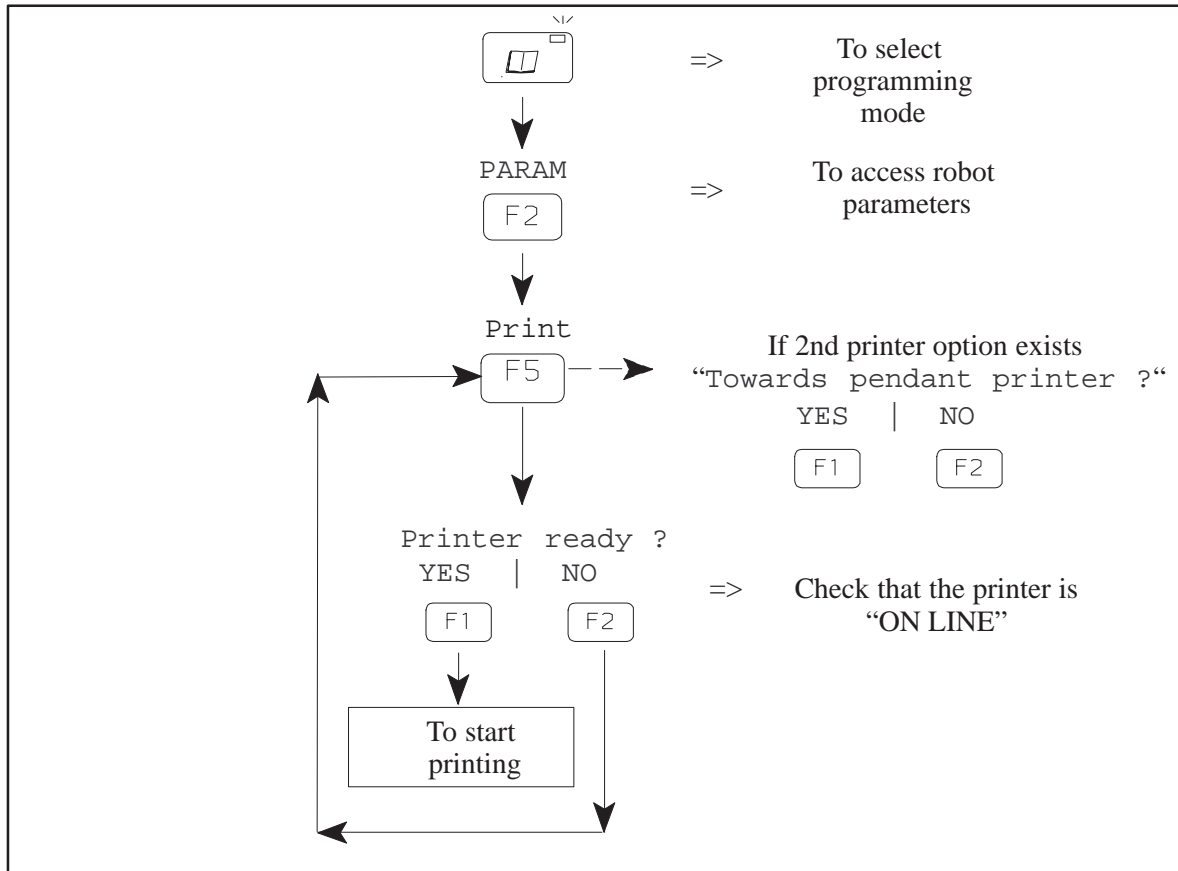 => To select
programming
mode
PARAM
F2
=> To access robot
parameters
Print
F5
If 2nd printer option exists
“Towards pendant printer ?“
YES | NO
F1 F2
Printer ready ?
YES | NO
F1 F2
=> Check that the printer is
“ON LINE”
To start
printing